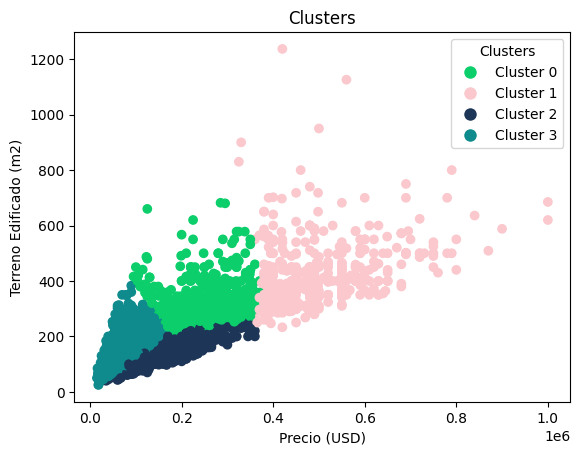 Clusters
Terreno Edificado (m2)
1200
1000
800
600
400
200
0
Clusters
Cluster 0
Cluster 1
Cluster 2
Cluster 3
0.0 0.2 0.4 0.6 0.8 1.0
1e6
Precio (USD)